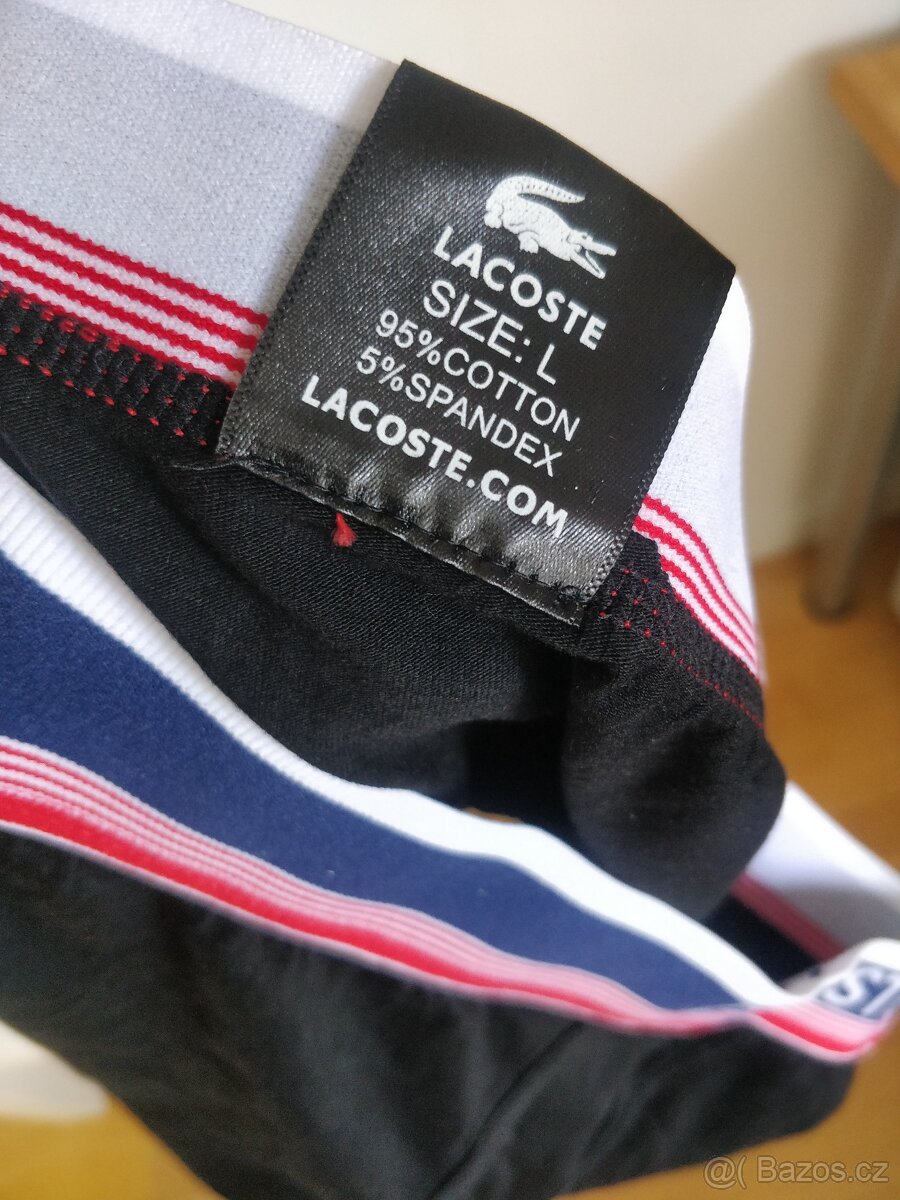 LACOSTE
SIZE: L
95%COTTON
5%SPANDEX
LACOSTE.COM
@( Bazos.cz